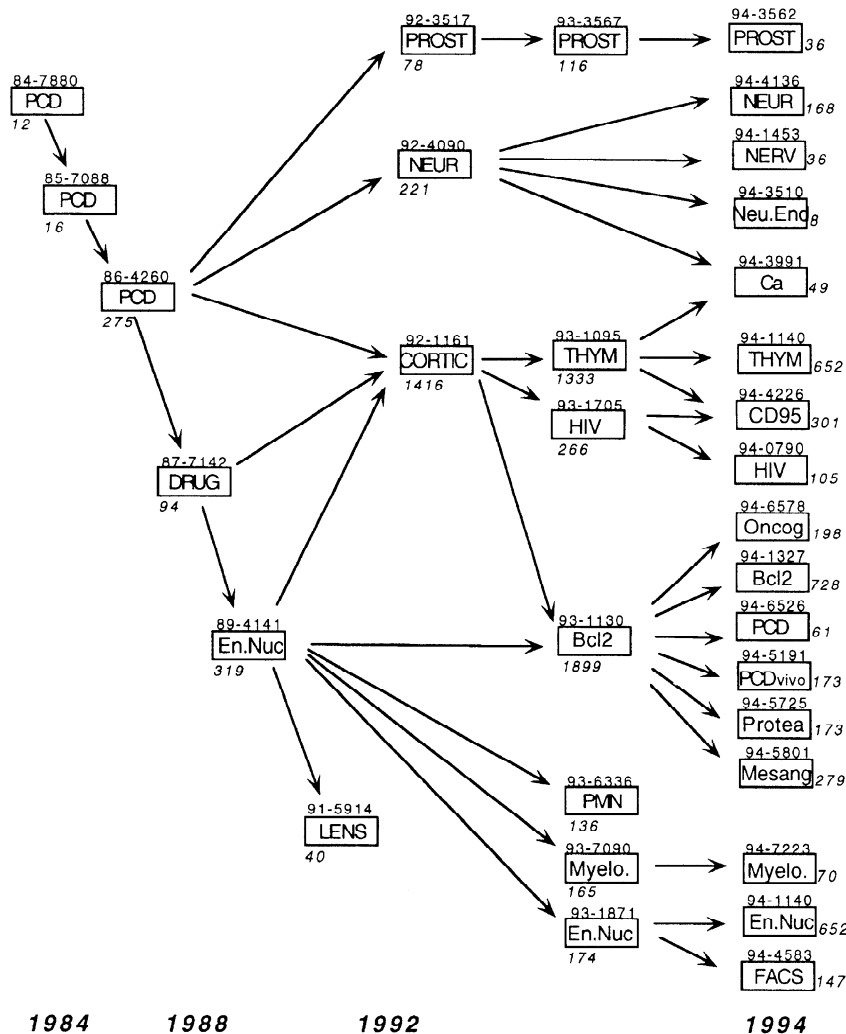 92-3517
PROST
78
93-3567
PROST
116
94-3562
PROST
36
84-7880
PCD
12
85-7088
PCD
16
86-4260
PCD
275
92-4090
NEUR
221
94-4136
NEUR
168
94-1453
NERV
36
94-3510
Neu.End
8
94-3991
Ca
49
92-1161
CORTIC
1416
93-1095
THYM
1333
93-1705
HIV
266
94-1140
THYM
652
94-4226
CD95
301
94-0790
HIV
105
87-7142
DRUG
94
89-4141
En.Nuc
319
91-5914
LENS
40
93-1130
Bcl2
1899
94-6578
Oncog
198
94-1327
Bcl2
728
94-6526
PCD
61
94-5191
PCDvivo
173
94-5725
Protea
173
94-5801
Mesang
279
93-6336
PMN
136
93-7090
Myelo.
165
93-1871
En.Nuc
174
94-7223
Myelo.
70
94-1140
En.Nuc
652
94-4583
FACS
147
1984 1988 1992 1994